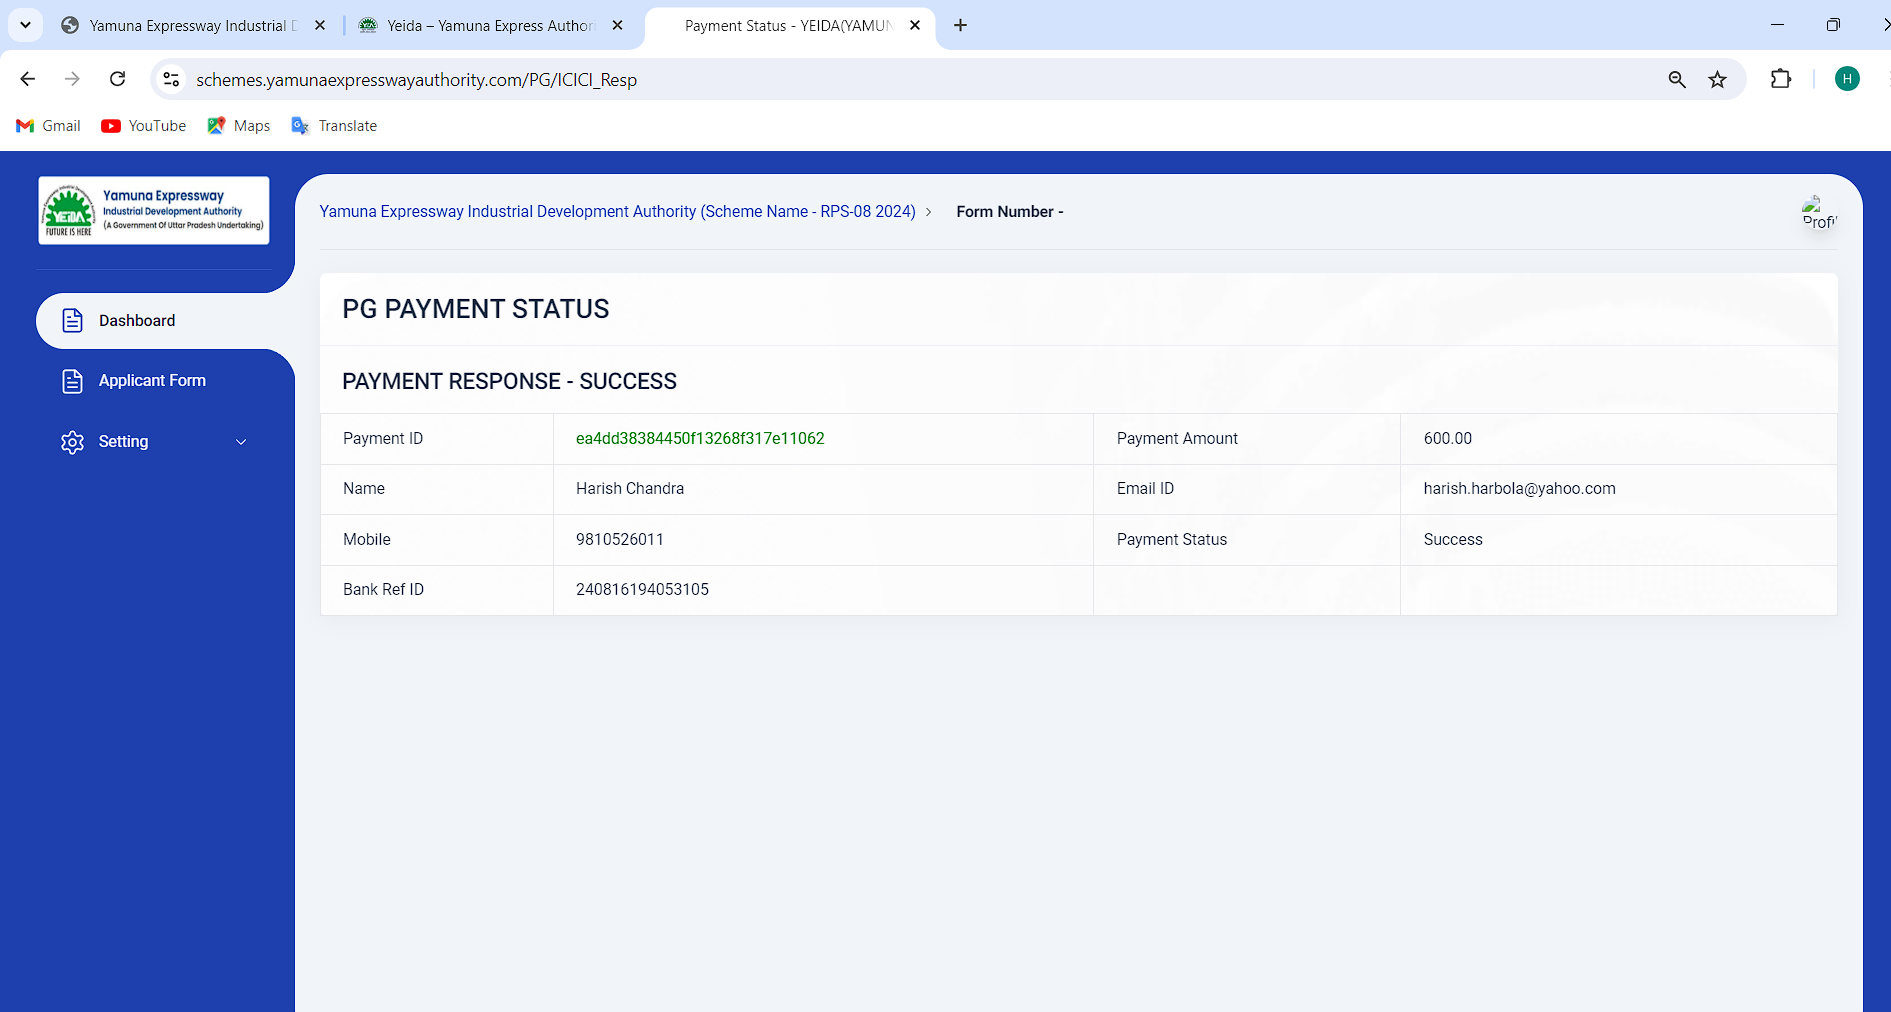 Yamuna Expressway Industrial D
Yeida – Yamuna Express Authori
Payment Status - YEIDA(YAMUN
schemes.yamunaexpresswayauthority.com/PG/ICICI_Resp
H
Gmail
YouTube
Maps
Translate
Yamuna Expressway
Industrial Development Authority
(A Government Of Uttar Pradesh Undertaking)
YEIDA
FUTURE IS HERE
Yamuna Expressway Industrial Development Authority (Scheme Name - RPS-08 2024) > Form Number -
Profi
Dashboard
Applicant Form
Setting
PG PAYMENT STATUS
PAYMENT RESPONSE - SUCCESS
Payment ID ea4dd38384450f13268f317e11062 Payment Amount 600.00
Name Harish Chandra Email ID harish.harbola@yahoo.com
Mobile 9810526011 Payment Status Success
Bank Ref ID 240816194053105